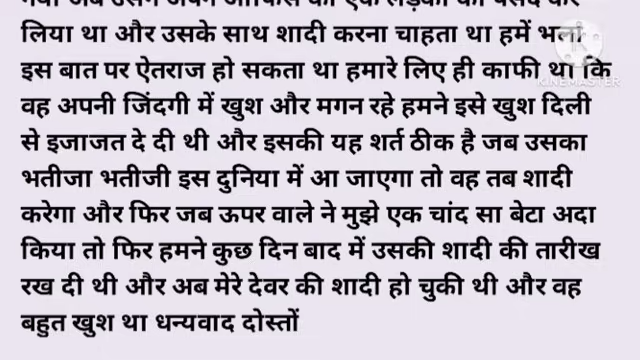 लिया था और उसके साथ शादी करना चाहता था हमें भला
इस बात पर ऐतराज हो सकता था हमारे लिए ही काफी था कि
वह अपनी जिंदगी में खुश और मगन रहे हमने इसे खुश दिली
से इजाजत दे दी थी और इसकी यह शर्त ठीक है जब उसका
भतीजा भतीजी इस दुनिया में आ जाएगा तो वह तब शादी
करेगा और फिर जब ऊपर वाले ने मुझे एक चांद सा बेटा अदा
किया तो फिर हमने कुछ दिन बाद में उसकी शादी की तारीख
रख दी थी और अब मेरे देवर की शादी हो चुकी थी और वह
बहुत खुश था धन्यवाद दोस्तों
KINEMASTER